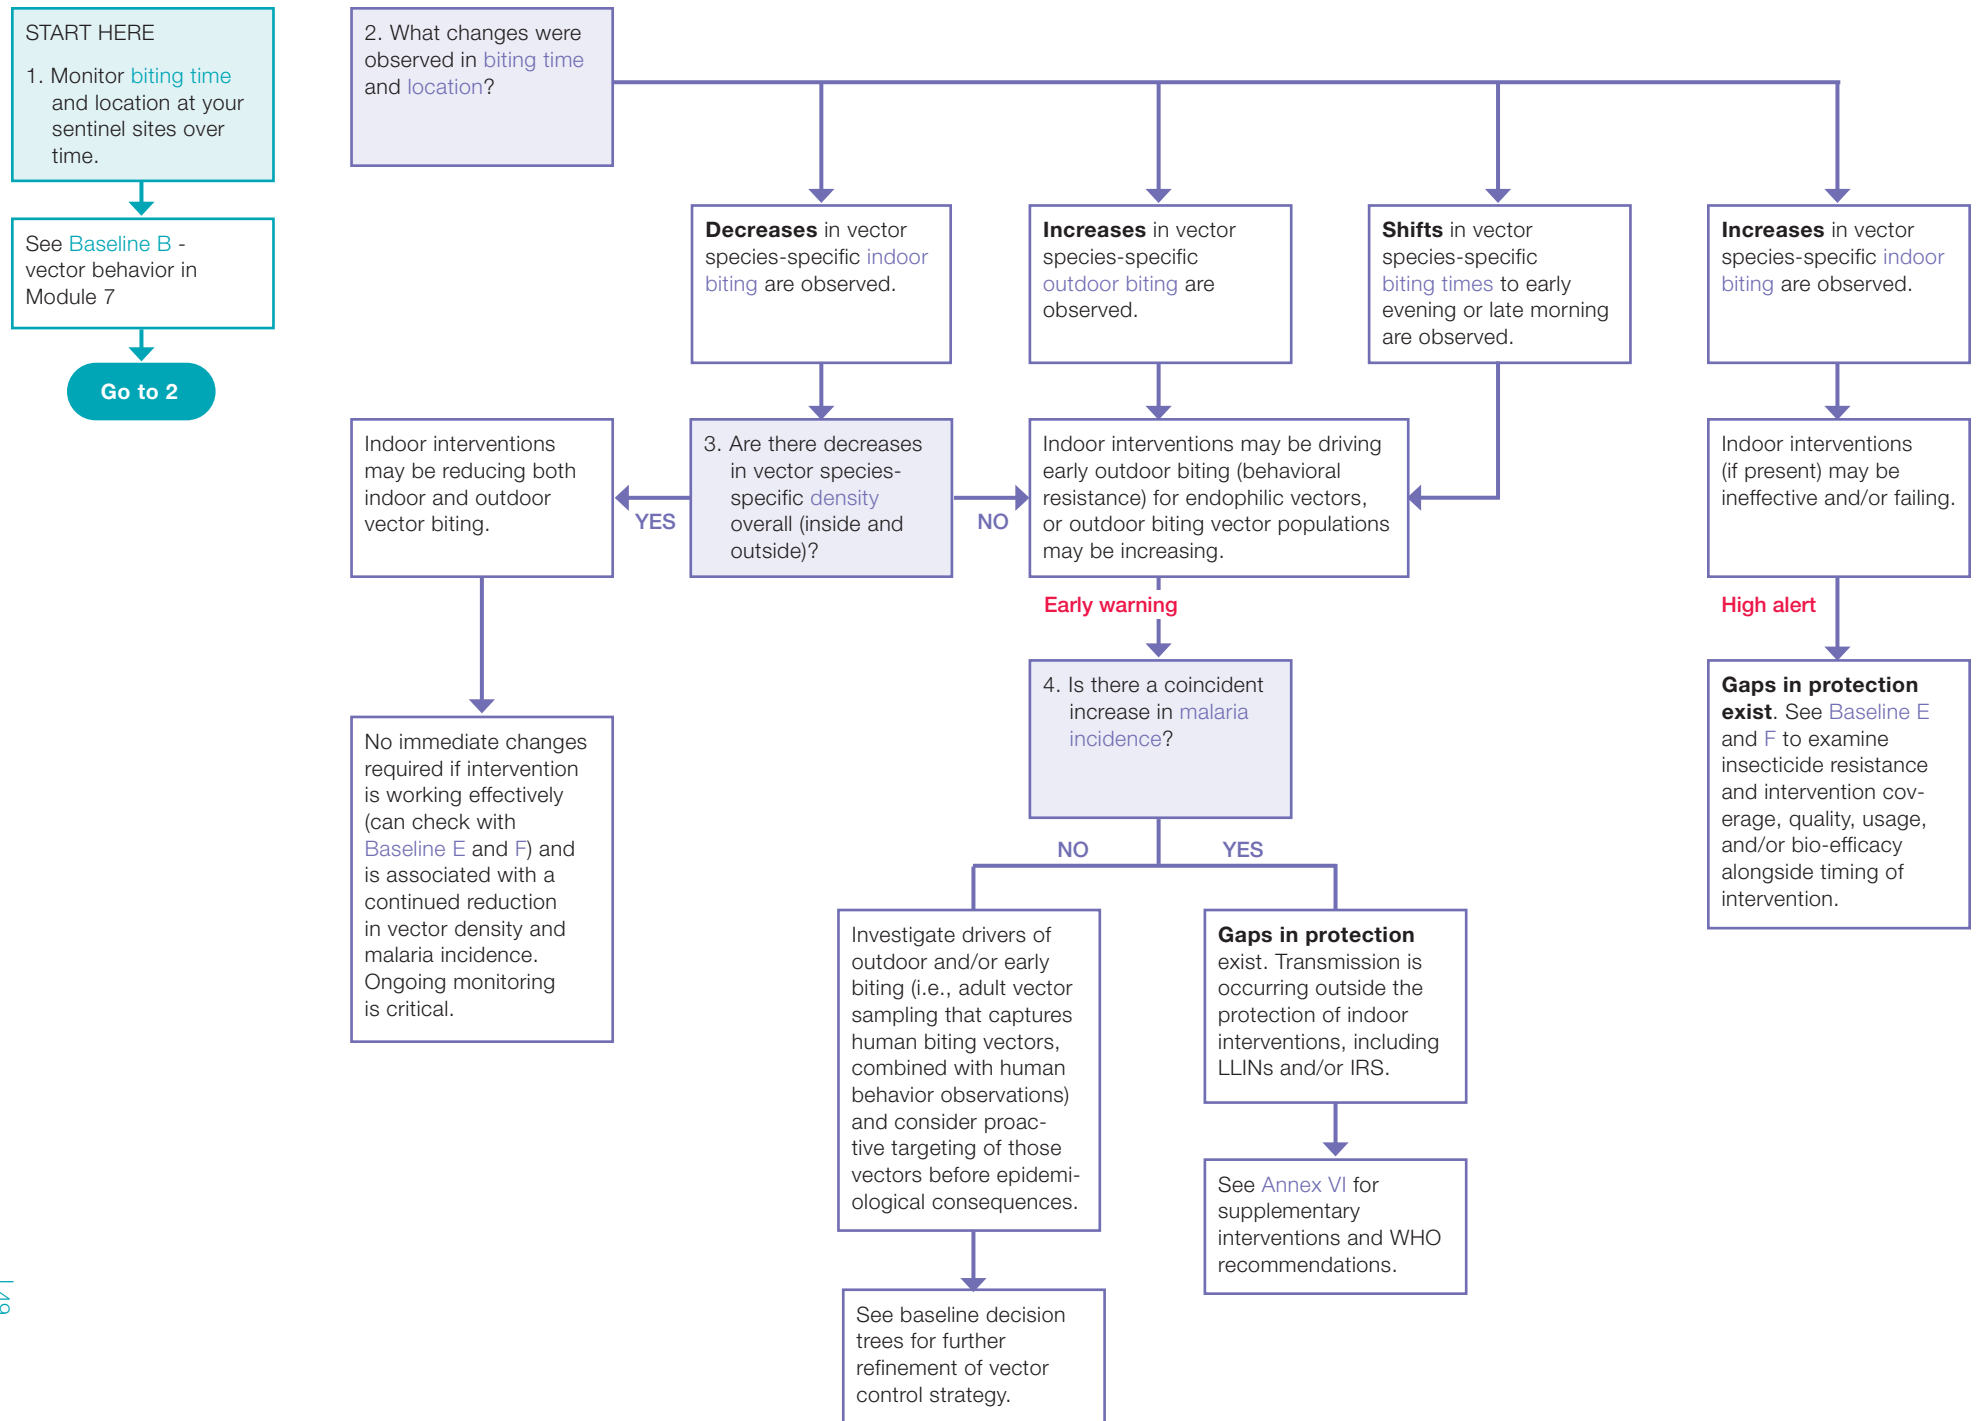 START HERE
1. Monitor biting time
and location at your
sentinel sites over
time.
See Baseline B -
vector behavior in
Module 7
Go to 2
2. What changes were
observed in biting time
and location?
Decreases in vector
species-specific indoor
biting are observed.
Increases in vector
species-specific
outdoor biting are
observed.
Shifts in vector
species-specific
biting times to early
evening or late morning
are observed.
Increases in vector
species-specific indoor
biting are observed.
Indoor interventions
may be reducing both
indoor and outdoor
vector biting.
YES
3. Are there decreases
in vector species-
specific density
overall (inside and
outside)?
NO
Indoor interventions may be driving
early outdoor biting (behavioral
resistance) for endophilic vectors,
or outdoor biting vector populations
may be increasing.
Indoor interventions
(if present) may be
ineffective and/or failing.
Early warning
High alert
No immediate changes
required if intervention
is working effectively
(can check with
Baseline E and F) and
is associated with a
continued reduction
in vector density and
malaria incidence.
Ongoing monitoring
is critical.
4. Is there a coincident
increase in malaria
incidence?
Gaps in protection
exist. See Baseline E
and F to examine
insecticide resistance
and intervention cov-
erage, quality, usage,
and/or bio-efficacy
alongside timing of
intervention.
NO
YES
Investigate drivers of
outdoor and/or early
biting (i.e., adult vector
sampling that captures
human biting vectors,
combined with human
behavior observations)
and consider proac-
tive targeting of those
vectors before epidemi-
ological consequences.
Gaps in protection
exist. Transmission is
occurring outside the
protection of indoor
interventions, including
LLINs and/or IRS.
See Annex VI for
supplementary
interventions and WHO
recommendations.
See baseline decision
trees for further
refinement of vector
control strategy.
| 49